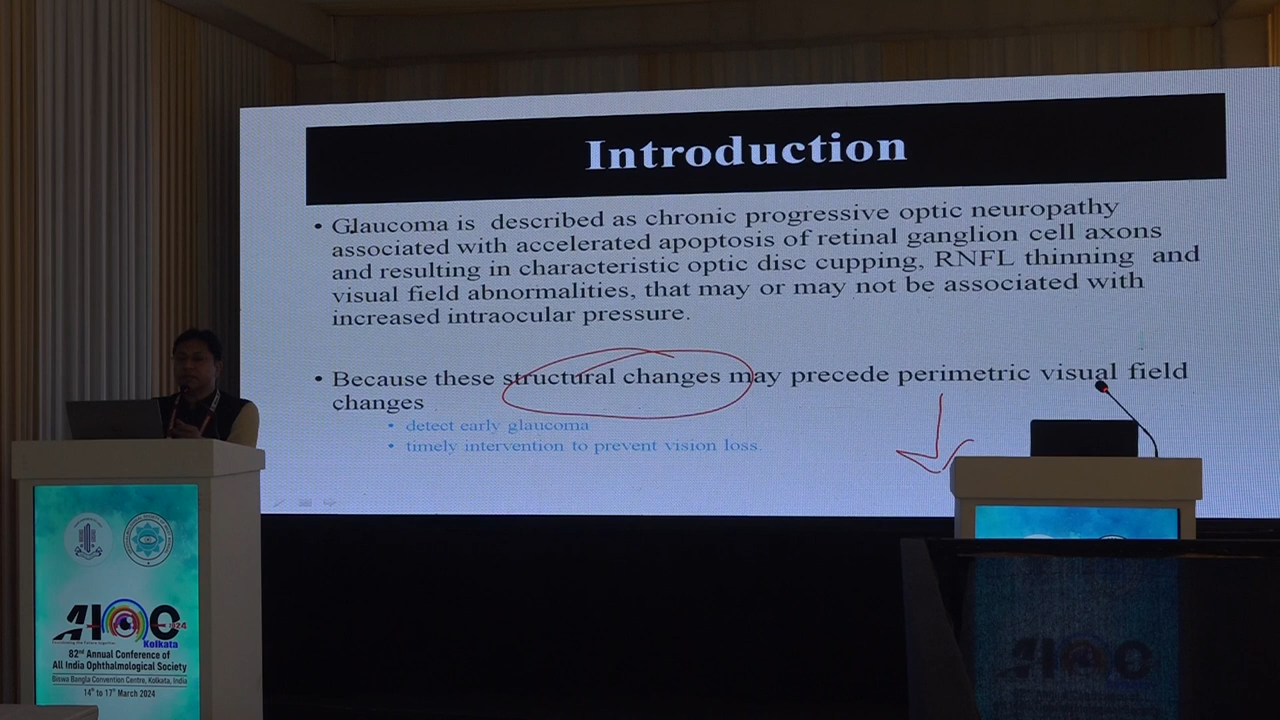 Introduction
• Glaucoma is described as chronic progressive optic neuropathy
associated with accelerated apoptosis of retinal ganglion cell axons
and resulting in characteristic optic disc cupping, RNFL thinning and
visual field abnormalities, that may or may not be associated with
increased intraocular pressure.
• Because these structural changes may precede perimetric visual field
changes
• detect early glaucoma
• timely intervention to prevent vision loss.
AIOC 2024
Kolkata
82nd Annual Conference of
All India Ophthalmological Society
Biswa Bangla Convention Centre, Kolkata, India
14th to 17th March 2024
AIOC